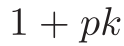 1 + pk